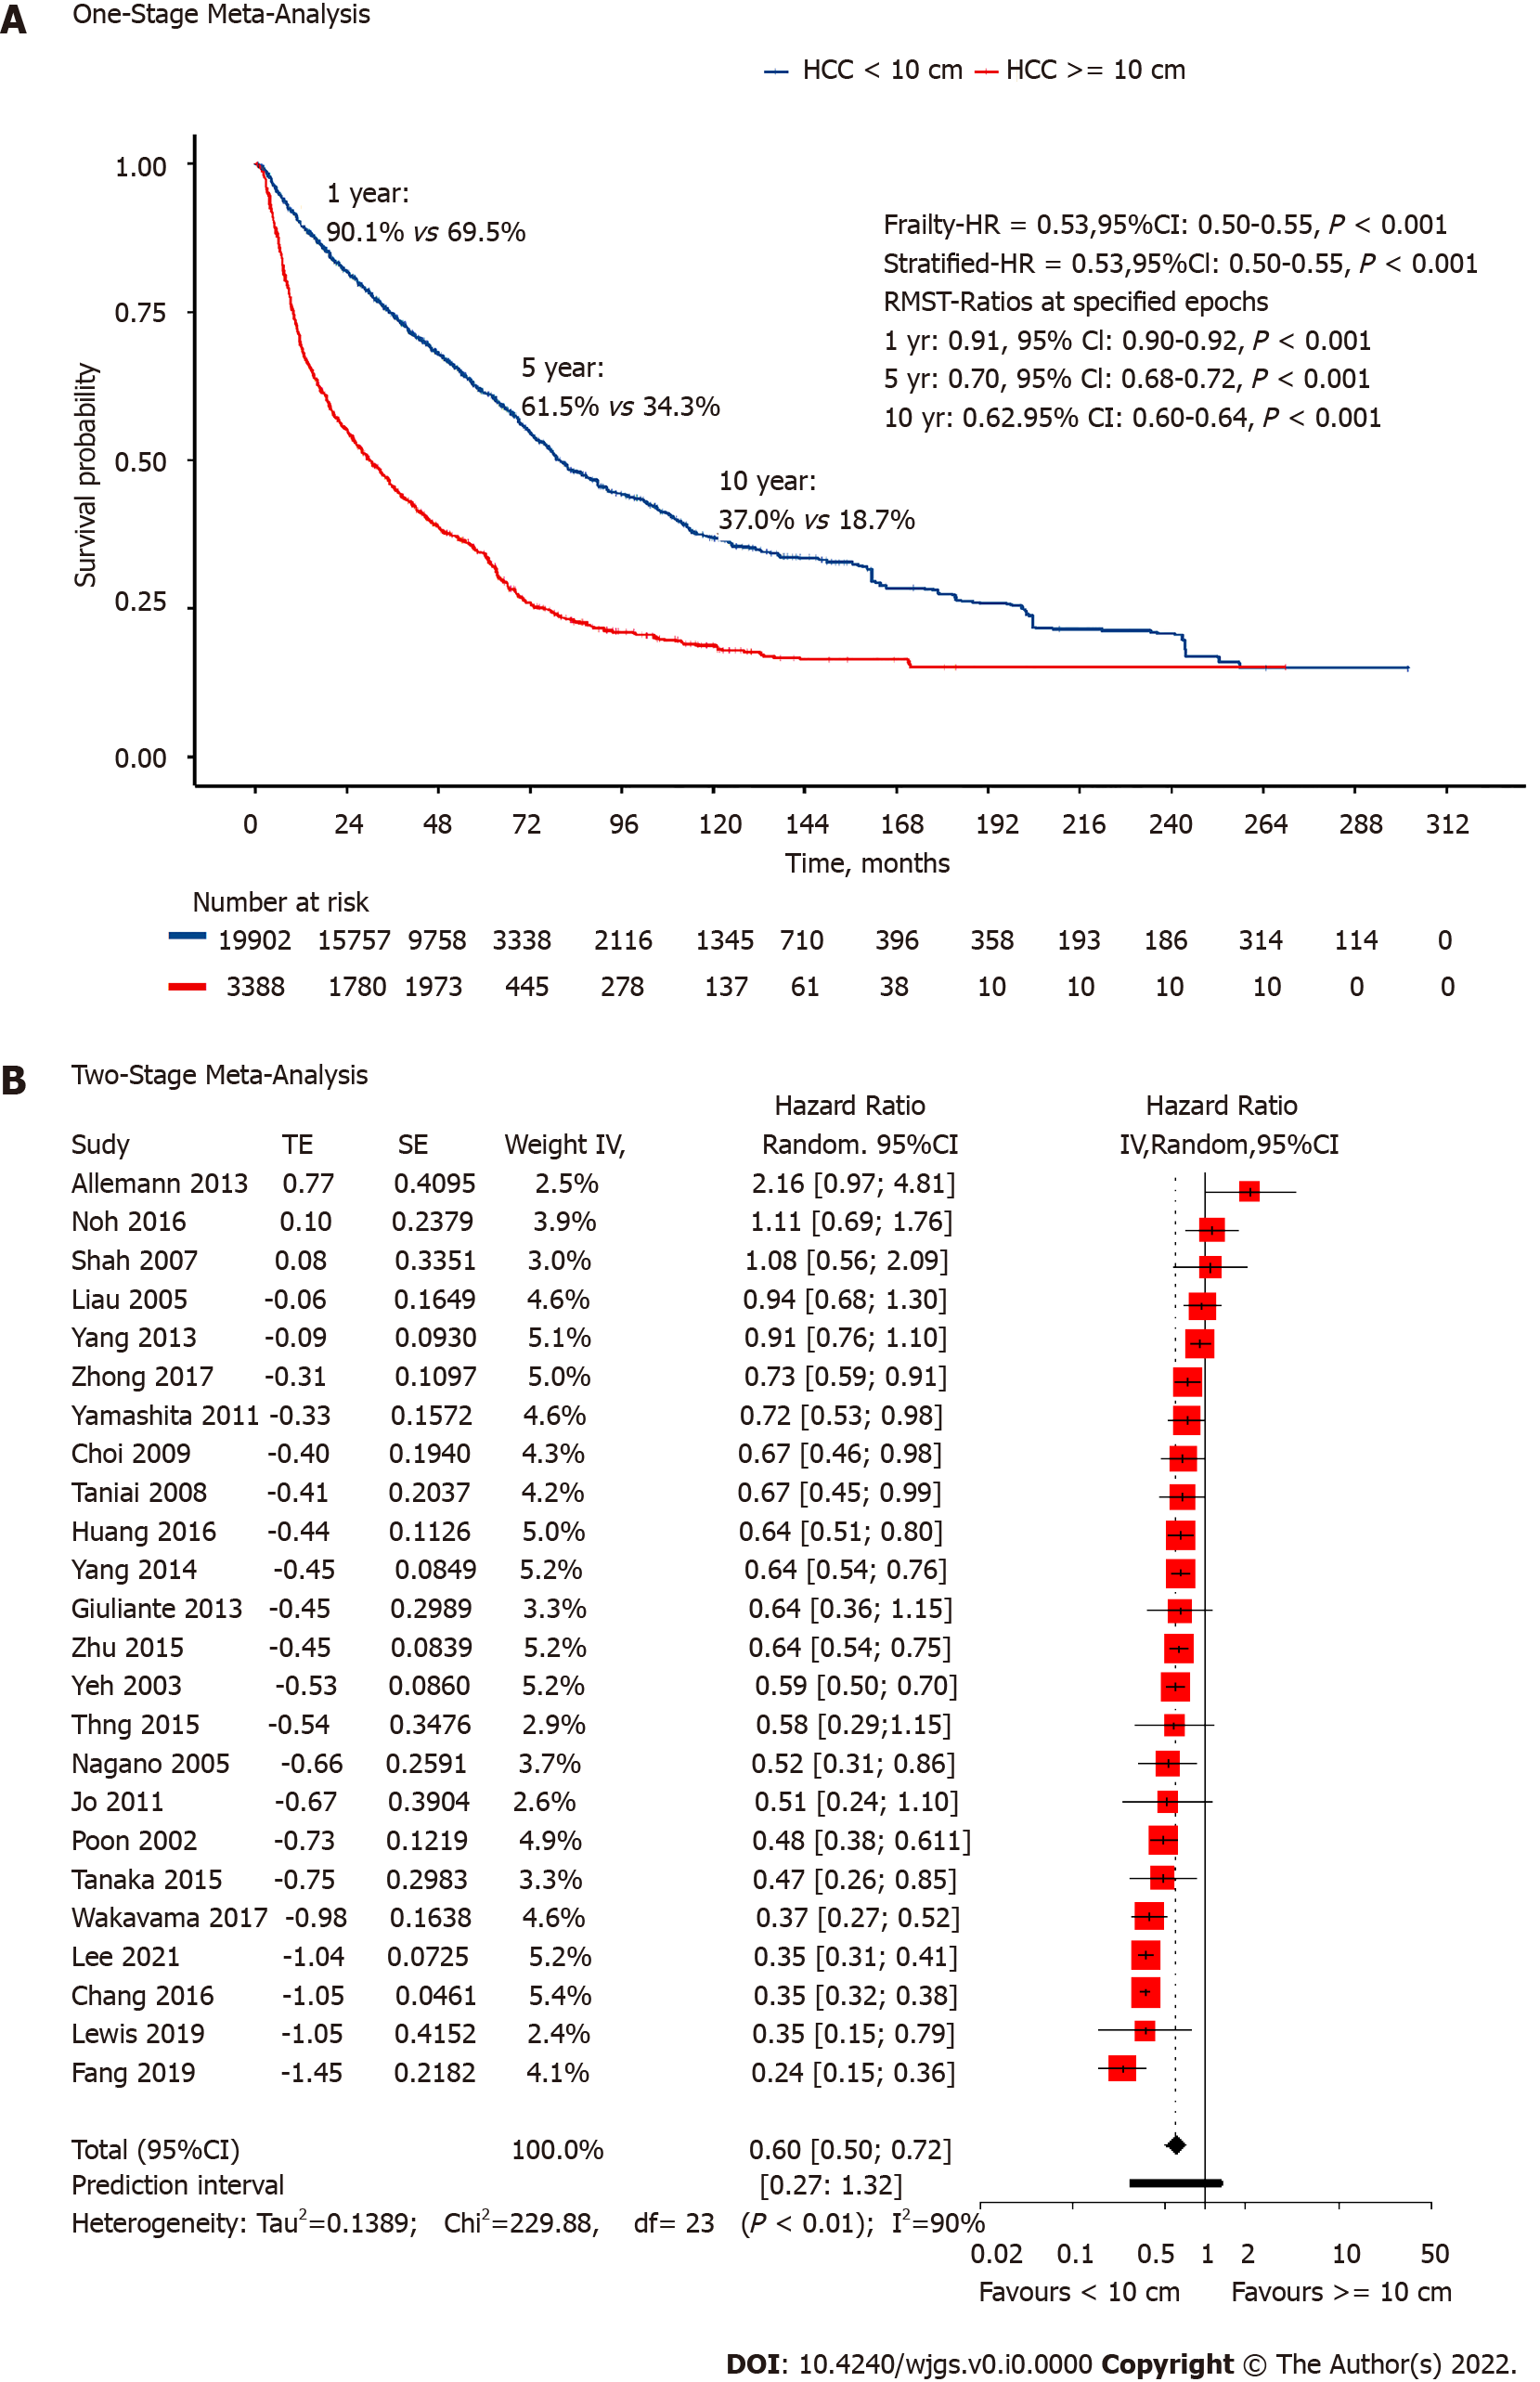 A One-Stage Meta-Analysis
HCC < 10 cm HCC >= 10 cm
1.00
0.75
0.50
0.25
0.00
Survival probability
1 year:
90.1% vs 69.5%
5 year:
61.5% vs 34.3%
10 year:
37.0% vs 18.7%
Frailty-HR = 0.53,95%CI: 0.50-0.55, P < 0.001
Stratified-HR = 0.53,95%Cl: 0.50-0.55, P < 0.001
RMST-Ratios at specified epochs
1 yr: 0.91, 95% Cl: 0.90-0.92, P < 0.001
5 yr: 0.70, 95% Cl: 0.68-0.72, P < 0.001
10 yr: 0.62.95% CI: 0.60-0.64, P < 0.001
0 24 48 72 96 120 144 168 192 216 240 264 288 312
Time, months
Number at risk
19902 15757 9758 3338 2116 1345 710 396 358 193 186 314 114 0
3388 1780 1973 445 278 137 61 38 10 10 10 10 0 0
B Two-Stage Meta-Analysis
Hazard Ratio Hazard Ratio
Sudy TE SE Weight IV, Random. 95%CI IV,Random,95%CI
Allemann 2013 0.77 0.4095 2.5% 2.16 [0.97; 4.81]
Noh 2016 0.10 0.2379 3.9% 1.11 [0.69; 1.76]
Shah 2007 0.08 0.3351 3.0% 1.08 [0.56; 2.09]
Liau 2005 -0.06 0.1649 4.6% 0.94 [0.68; 1.30]
Yang 2013 -0.09 0.0930 5.1% 0.91 [0.76; 1.10]
Zhong 2017 -0.31 0.1097 5.0% 0.73 [0.59; 0.91]
Yamashita 2011 -0.33 0.1572 4.6% 0.72 [0.53; 0.98]
Choi 2009 -0.40 0.1940 4.3% 0.67 [0.46; 0.98]
Taniai 2008 -0.41 0.2037 4.2% 0.67 [0.45; 0.99]
Huang 2016 -0.44 0.1126 5.0% 0.64 [0.51; 0.80]
Yang 2014 -0.45 0.0849 5.2% 0.64 [0.54; 0.76]
Giuliante 2013 -0.45 0.2989 3.3% 0.64 [0.36; 1.15]
Zhu 2015 -0.45 0.0839 5.2% 0.64 [0.54; 0.75]
Yeh 2003 -0.53 0.0860 5.2% 0.59 [0.50; 0.70]
Thng 2015 -0.54 0.3476 2.9% 0.58 [0.29;1.15]
Nagano 2005 -0.66 0.2591 3.7% 0.52 [0.31; 0.86]
Jo 2011 -0.67 0.3904 2.6% 0.51 [0.24; 1.10]
Poon 2002 -0.73 0.1219 4.9% 0.48 [0.38; 0.611]
Tanaka 2015 -0.75 0.2983 3.3% 0.47 [0.26; 0.85]
Wakavama 2017 -0.98 0.1638 4.6% 0.37 [0.27; 0.52]
Lee 2021 -1.04 0.0725 5.2% 0.35 [0.31; 0.41]
Chang 2016 -1.05 0.0461 5.4% 0.35 [0.32; 0.38]
Lewis 2019 -1.05 0.4152 2.4% 0.35 [0.15; 0.79]
Fang 2019 -1.45 0.2182 4.1% 0.24 [0.15; 0.36]
Total (95%CI) 100.0% 0.60 [0.50; 0.72]
Prediction interval [0.27: 1.32]
Heterogeneity: Tau²=0.1389; Chi²=229.88, df= 23 (P < 0.01); I²=90%
0.02 0.1 0.5 1 2 10 50
Favours < 10 cm Favours >= 10 cm
DOI: 10.4240/wjgs.v0.i0.0000 Copyright © The Author(s) 2022.